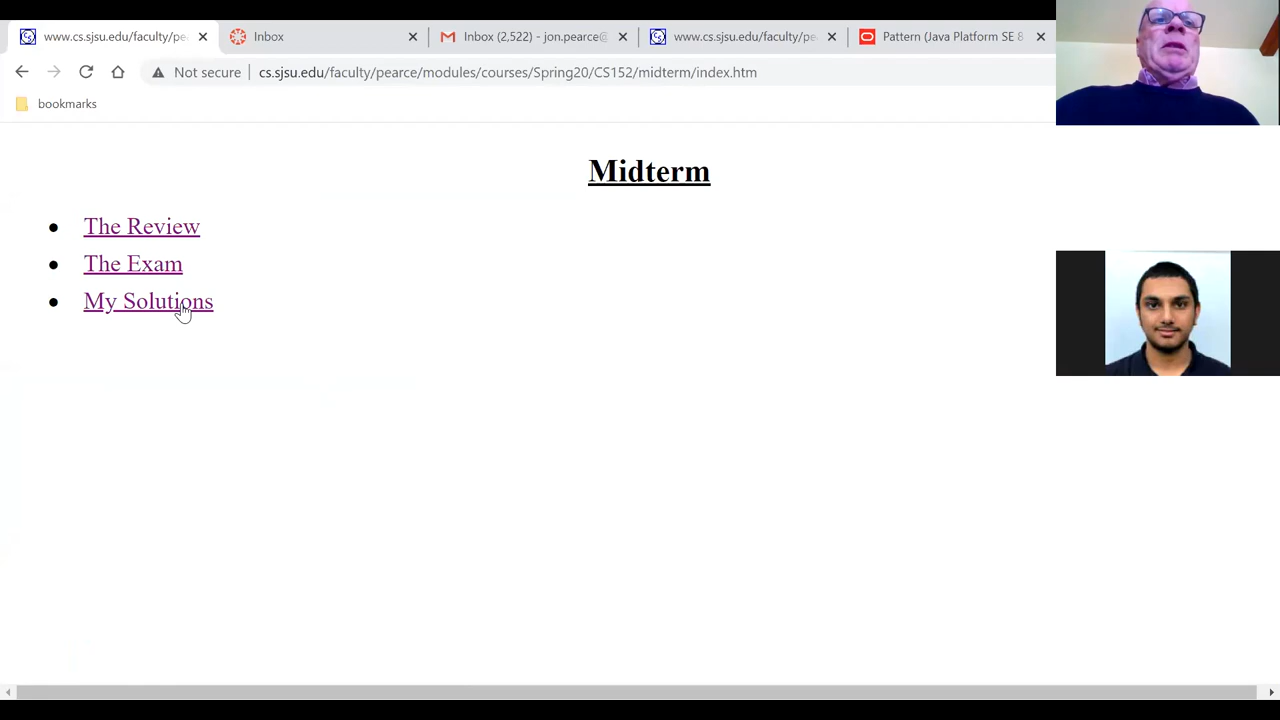 www.cs.sjsu.edu/faculty/pe
Inbox
Inbox (2,522) - jon.pearce@
www.cs.sjsu.edu/faculty/pe
Pattern (Java Platform SE 8
Not secure
cs.sjsu.edu/faculty/pearce/modules/courses/Spring20/CS152/midterm/index.htm
bookmarks
Midterm
• The Review
• The Exam
• My Solutions